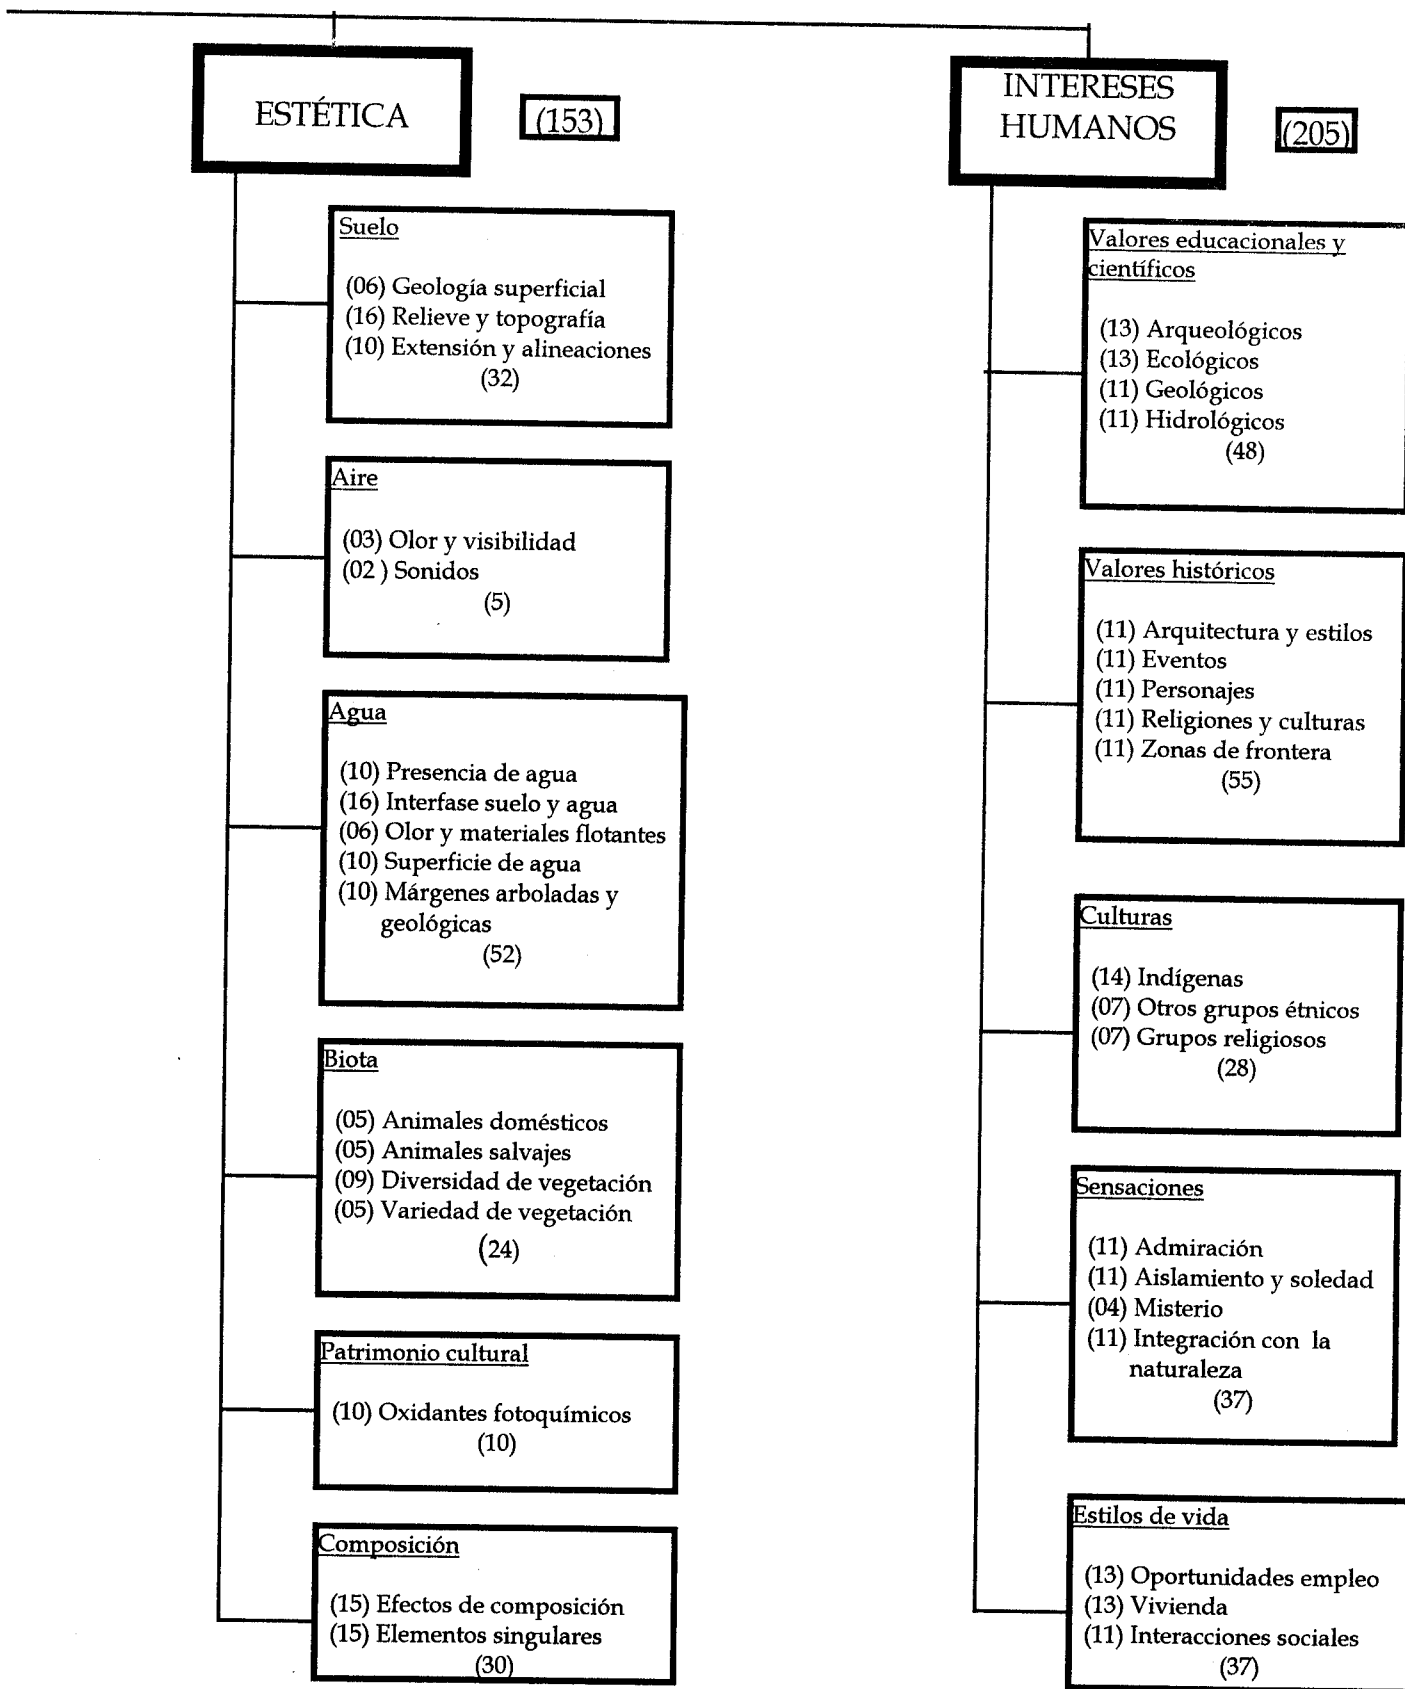 ESTÉTICA
(153)
Suelo
(06) Geología superficial
(16) Relieve y topografía
(10) Extensión y alineaciones
(32)
Aire
(03) Olor y visibilidad
(02 ) Sonidos
(5)
Agua
(10) Presencia de agua
(16) Interfase suelo y agua
(06) Olor y materiales flotantes
(10) Superficie de agua
(10) Márgenes arboladas y
geológicas
(52)
Biota
(05) Animales domésticos
(05) Animales salvajes
(09) Diversidad de vegetación
(05) Variedad de vegetación
(24)
Patrimonio cultural
(10) Oxidantes fotoquímicos
(10)
Composición
(15) Efectos de composición
(15) Elementos singulares
(30)
INTERESES
HUMANOS
(205)
Valores educacionales y
científicos
(13) Arqueológicos
(13) Ecológicos
(11) Geológicos
(11) Hidrológicos
(48)
Valores históricos
(11) Arquitectura y estilos
(11) Eventos
(11) Personajes
(11) Religiones y culturas
(11) Zonas de frontera
(55)
Culturas
(14) Indígenas
(07) Otros grupos étnicos
(07) Grupos religiosos
(28)
Sensaciones
(11) Admiración
(11) Aislamiento y soledad
(04) Misterio
(11) Integración con la
naturaleza
(37)
Estilos de vida
(13) Oportunidades empleo
(13) Vivienda
(11) Interacciones sociales
(37)